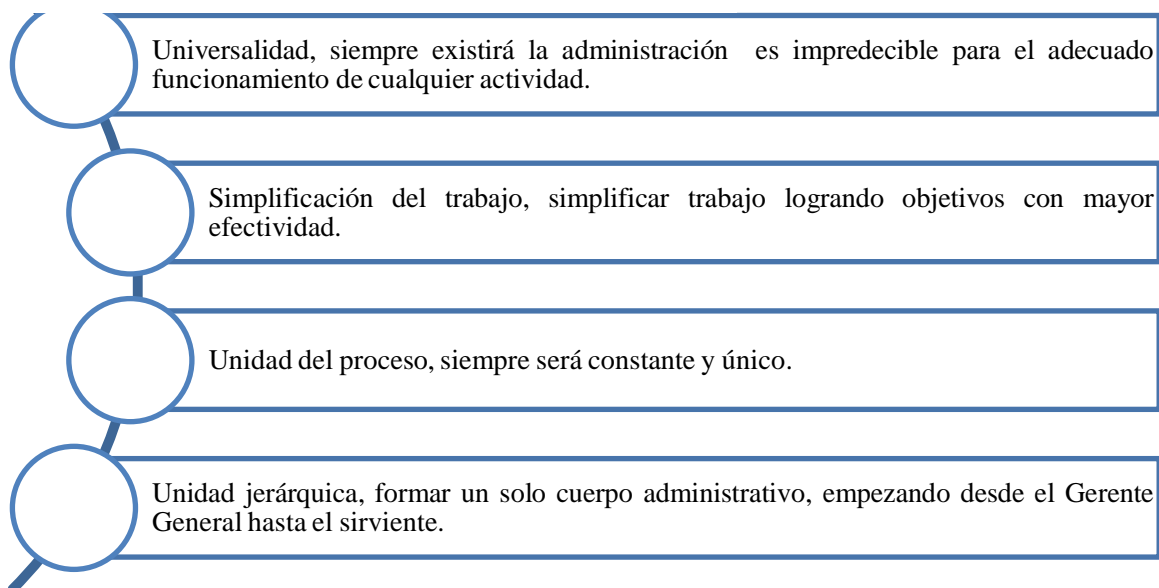 Universalidad, siempre existirá la administración es impredecible para el adecuado
funcionamiento de cualquier actividad.
Simplificación del trabajo, simplificar trabajo logrando objetivos con mayor
efectividad.
Unidad del proceso, siempre será constante y único.
Unidad jerárquica, formar un solo cuerpo administrativo, empezando desde el Gerente
General hasta el sirviente.